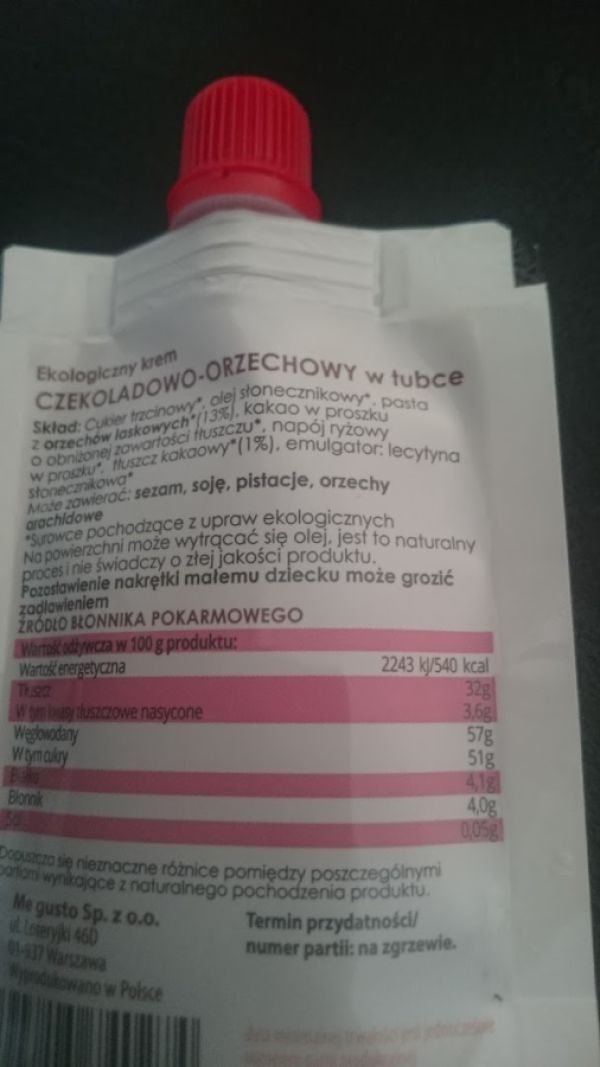 Ekologiczny krem
CZEKOLADOWO-ORZECHOWY w tubce
Skład: Cukier trzcinowy*, olej słonecznikowy*, pasta
z orzechów laskowych*(13%), kakao w proszku
o obniżonej zawartości tłuszczu*, napój ryżowy
w proszku*, tłuszcz kakaowy*(1%), emulgator: lecytyna
słonecznikowa*
Może zawierać: sezam, soję, pistacje, orzechy
arachidowe
*Surowce pochodzące z upraw ekologicznych
Na powierzchni może wytrącać się olej, jest to naturalny
proces i nie świadczy o złej jakości produktu.
Pozostawienie nakrętki małemu dziecku może grozić
zadławieniem
ŹRÓDŁO BŁONNIKA POKARMOWEGO
Wartość odżywcza w 100 g produktu:
Wartość energetyczna 2243 kJ/540 kcal
Tłuszcz 32g
W tym kwasy tłuszczowe nasycone 3,6g
Węglowodany 57g
W tym cukry 51g
Białko 4,1g
Błonnik 4,0g
Sól 0,05g
Dopuszcza się nieznaczne różnice pomiędzy poszczególnymi
partiami wynikające z naturalnego pochodzenia produktu.
Me gusto Sp. z o.o.
ul. Loteryjki 46D
01-937 Warszawa
Wyprodukowano w Polsce
Termin przydatności/
numer partii: na zgrzewie.